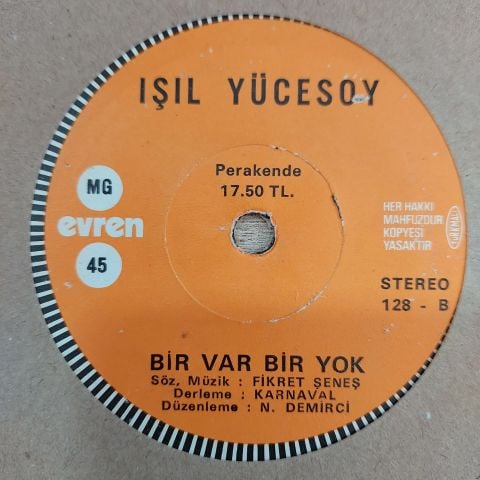 IŞIL YÜCESOY
Perakende
17.50 TL.
MG
evren
45
HER HAKKI
MAHFUZDUR
KOPYESİ
YASAKTIR
TÜRKMALI
STEREO
128 - B
BİR VAR BİR YOK
Söz, Müzik : FİKRET ŞENEŞ
Derleme : KARNAVAL
Düzenleme : N. DEMİRCİ